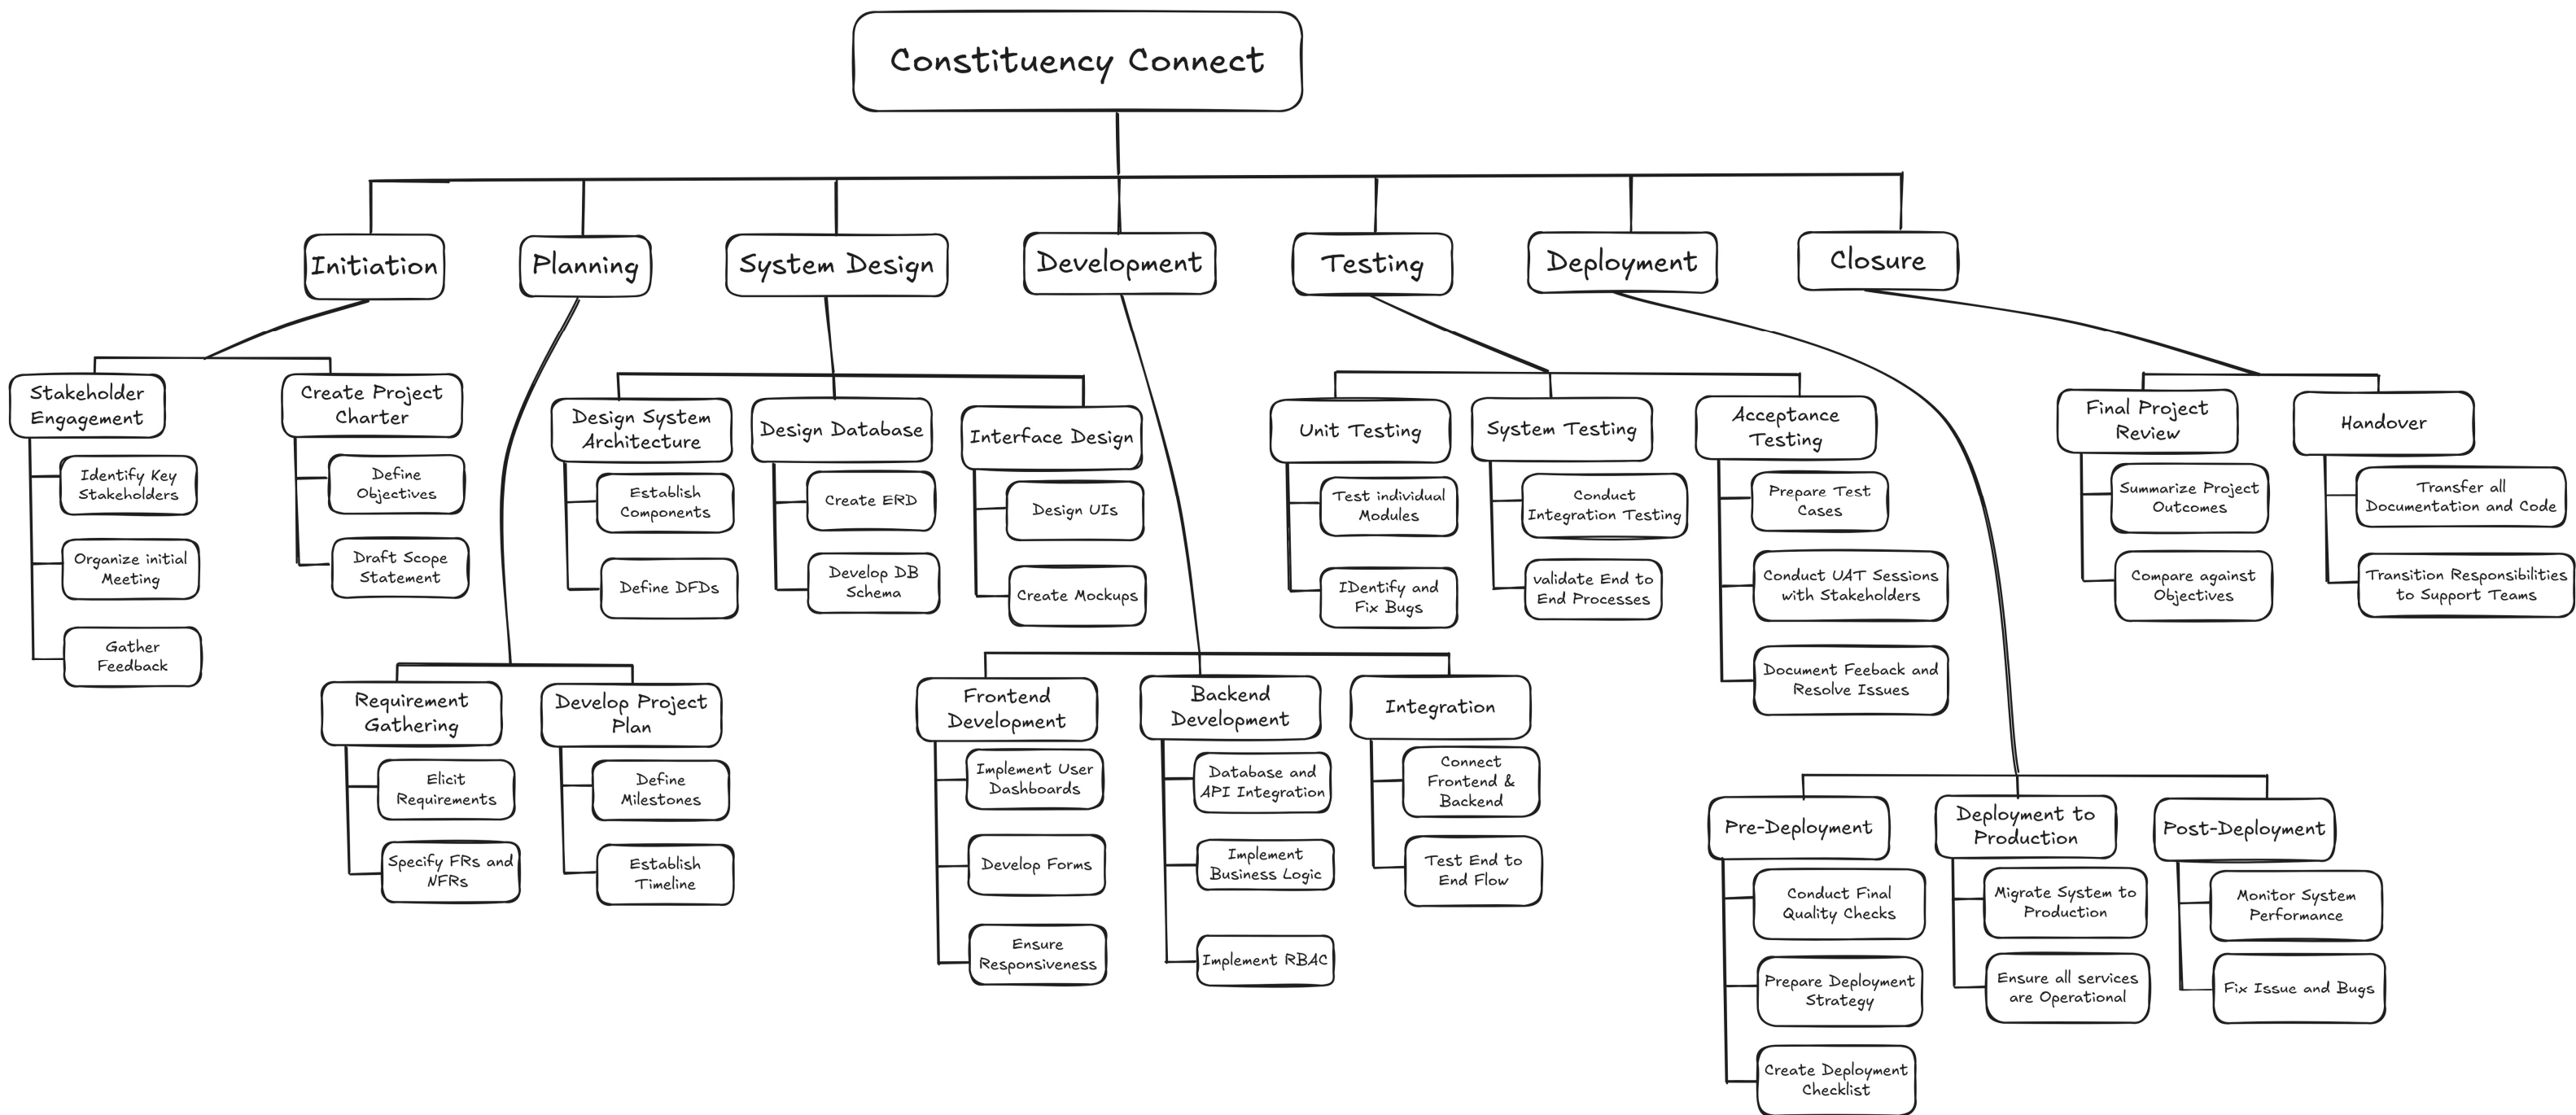 Constituency Connect
Initiation
Planning
System Design
Development
Testing
Deployment
Closure
Stakeholder
Engagement
Identify Key
Stakeholders
Organize initial
Meeting
Gather
Feedback
Create Project
Charter
Define
Objectives
Draft Scope
Statement
Requirement
Gathering
Elicit
Requirements
Specify FRs and
NFRs
Develop Project
Plan
Define
Milestones
Establish
Timeline
Design System
Architecture
Establish
Components
Define DFDs
Design Database
Create ERD
Develop DB
Schema
Interface Design
Design UIs
Create Mockups
Frontend
Development
Implement User
Dashboards
Develop Forms
Ensure
Responsiveness
Backend
Development
Database and
API Integration
Implement
Business Logic
Implement RBAC
Integration
Connect
Frontend &
Backend
Test End to
End Flow
Unit Testing
Test individual
Modules
IDentify and
Fix Bugs
System Testing
Conduct
Integration Testing
validate End to
End Processes
Acceptance
Testing
Prepare Test
Cases
Conduct UAT Sessions
with Stakeholders
Document Feeback and
Resolve Issues
Pre-Deployment
Conduct Final
Quality Checks
Prepare Deployment
Strategy
Create Deployment
Checklist
Deployment to
Production
Migrate System to
Production
Ensure all services
are Operational
Post-Deployment
Monitor System
Performance
Fix Issue and Bugs
Final Project
Review
Summarize Project
Outcomes
Compare against
Objectives
Handover
Transfer all
Documentation and Code
Transition Responsibilities
to Support Teams